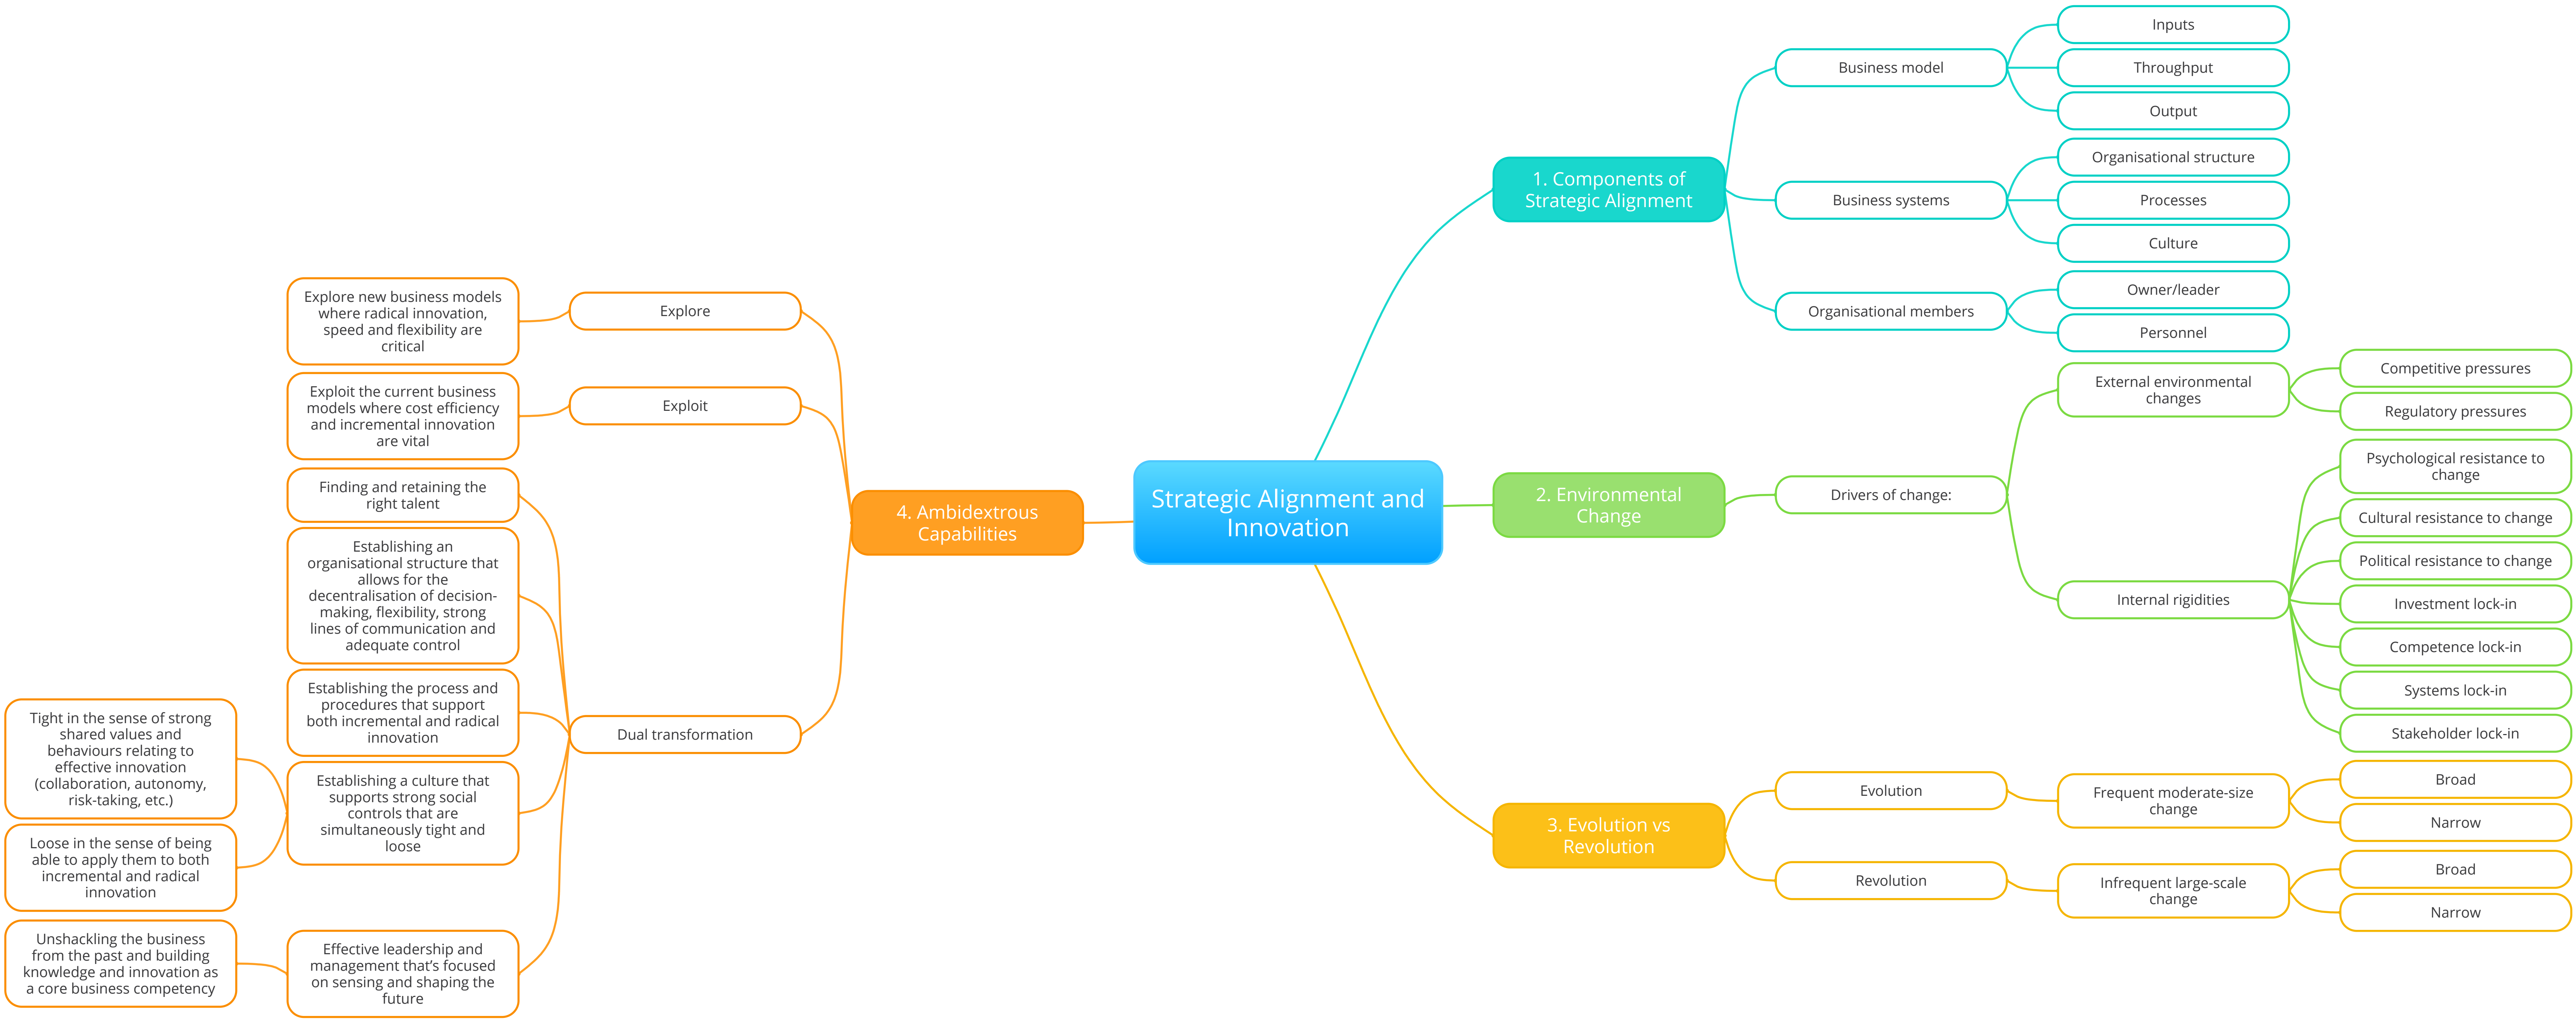 Strategic Alignment and
Innovation
1. Components of
Strategic Alignment
Business model
Inputs
Throughput
Output
Business systems
Organisational structure
Processes
Culture
Organisational members
Owner/leader
Personnel
2. Environmental
Change
Drivers of change:
External environmental
changes
Competitive pressures
Regulatory pressures
Internal rigidities
Psychological resistance to
change
Cultural resistance to change
Political resistance to change
Investment lock-in
Competence lock-in
Systems lock-in
Stakeholder lock-in
3. Evolution vs
Revolution
Evolution
Frequent moderate-size
change
Broad
Narrow
Revolution
Infrequent large-scale
change
Broad
Narrow
4. Ambidextrous
Capabilities
Explore
Explore new business models
where radical innovation,
speed and flexibility are
critical
Exploit
Exploit the current business
models where cost efficiency
and incremental innovation
are vital
Dual transformation
Finding and retaining the
right talent
Establishing an
organisational structure that
allows for the
decentralisation of decision-
making, flexibility, strong
lines of communication and
adequate control
Establishing the process and
procedures that support
both incremental and radical
innovation
Establishing a culture that
supports strong social
controls that are
simultaneously tight and
loose
Tight in the sense of strong
shared values and
behaviours relating to
effective innovation
(collaboration, autonomy,
risk-taking, etc.)
Loose in the sense of being
able to apply them to both
incremental and radical
innovation
Effective leadership and
management that’s focused
on sensing and shaping the
future
Unshackling the business
from the past and building
knowledge and innovation as
a core business competency